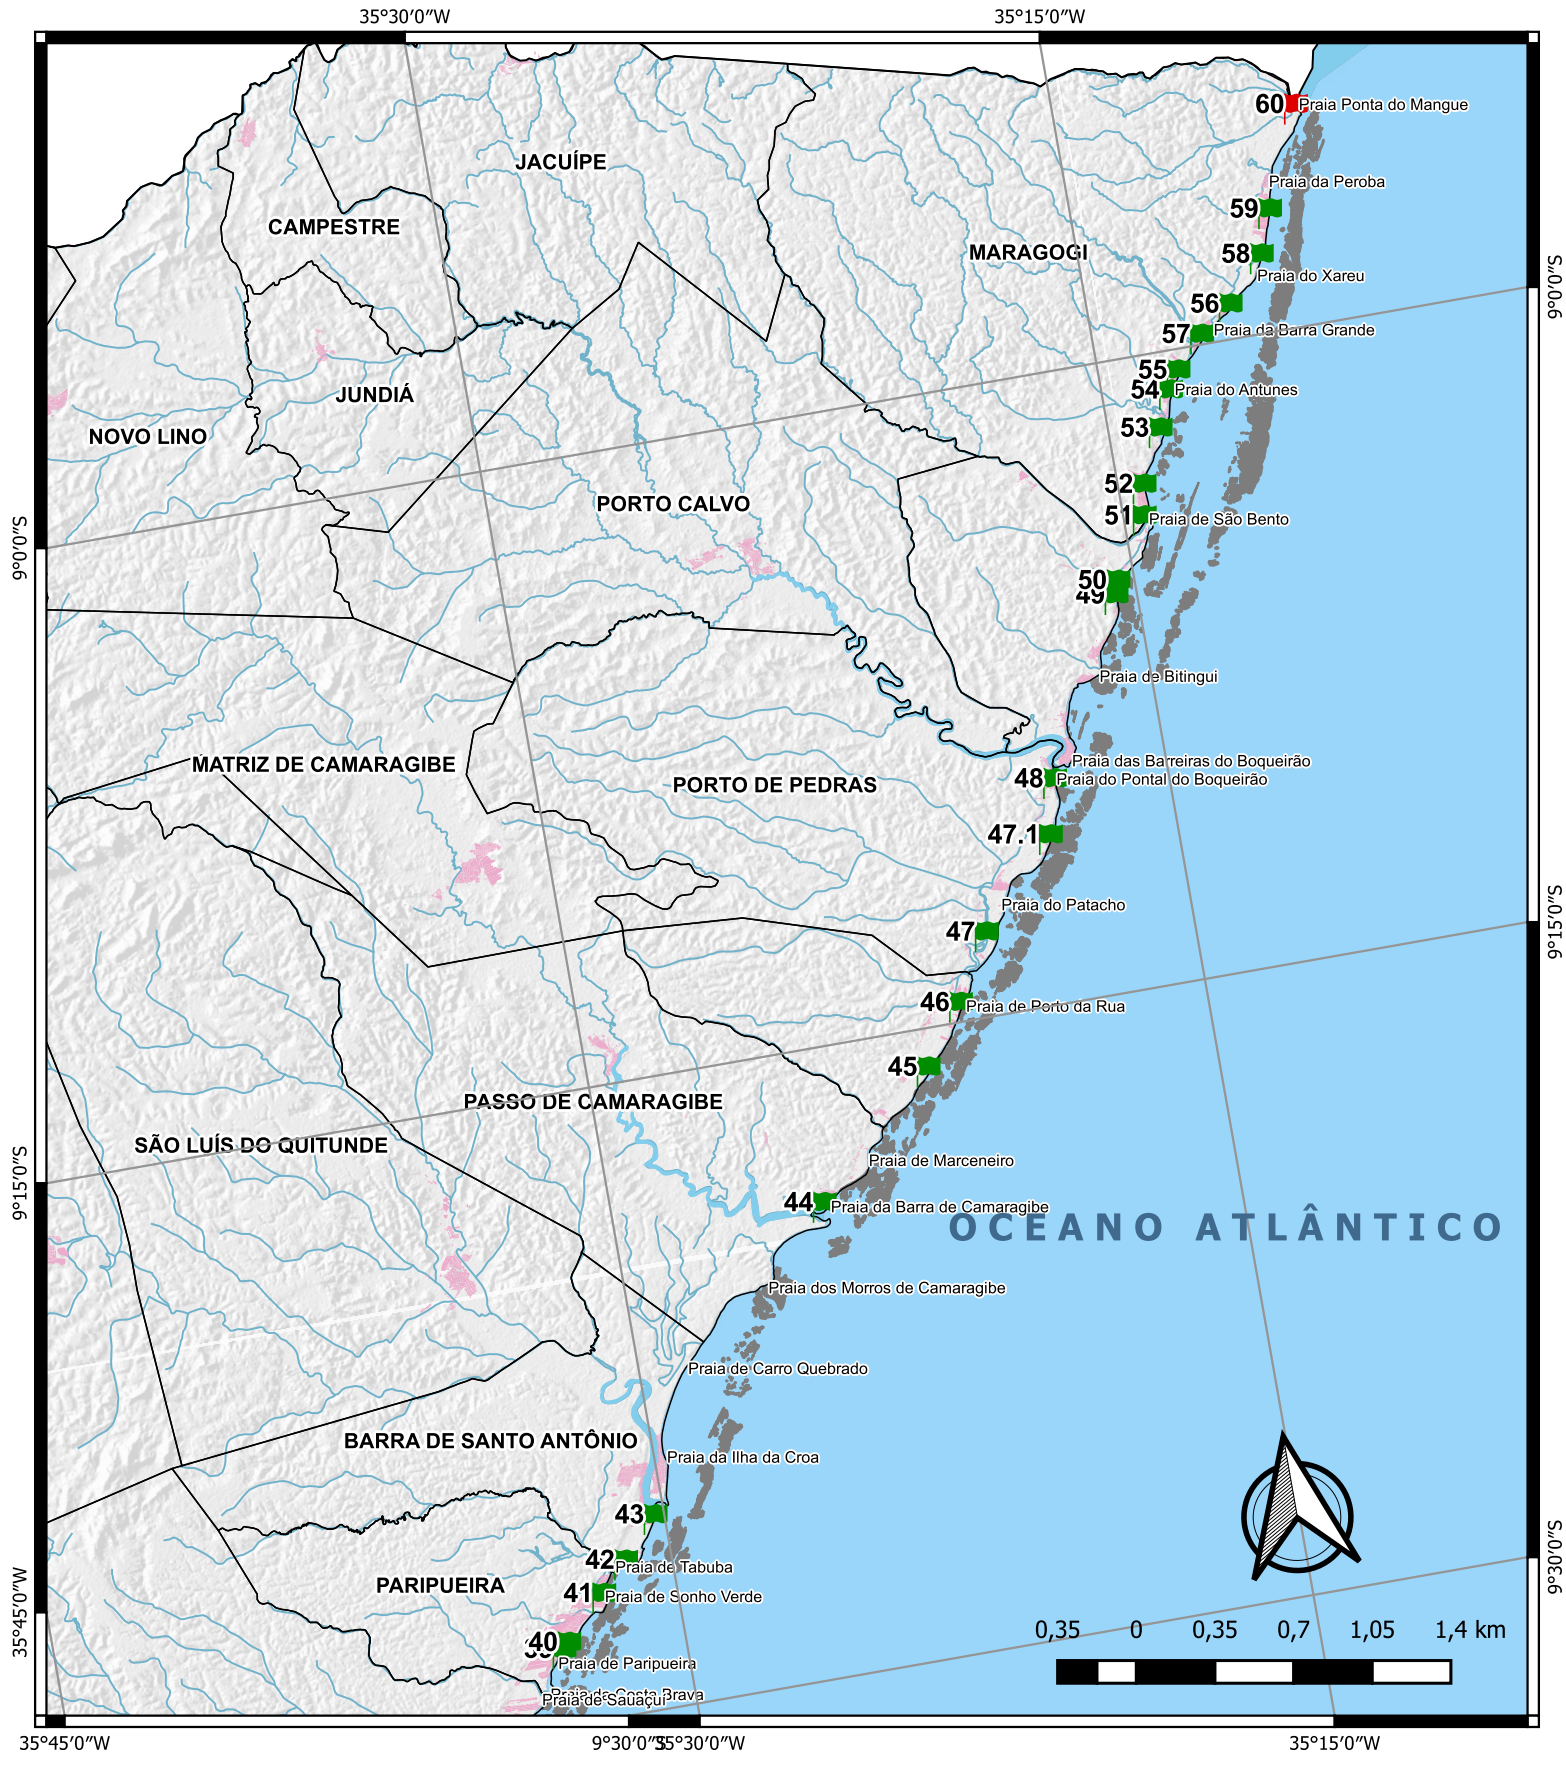 35°30′0″W
35°15′0″W
60
Praia Ponta do Mangue
JACUÍPE
Praia da Peroba
59
CAMPESTRE
MARAGOGI
58
Praia do Xareu
9°0′0″S
56
57
Praia da Barra Grande
55
54
Praia do Antunes
JUNDIÁ
53
NOVO LINO
52
PORTO CALVO
51
Praia de São Bento
9°0′0″S
50
49
Praia de Bitingui
MATRIZ DE CAMARAGIBE
Praia das Barreiras do Boqueirão
48
Praia do Pontal do Boqueirão
PORTO DE PEDRAS
47.1
Praia do Patacho
9°15′0″S
47
46
Praia de Porto da Rua
45
PASSO DE CAMARAGIBE
SÃO LUÍS DO QUITUNDE
Praia de Marceneiro
9°15′0″S
44
Praia da Barra de Camaragibe
OCEANO ATLÂNTICO
Praia dos Morros de Camaragibe
Praia de Carro Quebrado
BARRA DE SANTO ANTÔNIO
Praia da Ilha da Croa
43
42
Praia de Tabuba
9°30′0″S
PARIPUEIRA
41
Praia de Sonho Verde
35°45′0″W
0,35 0 0,35 0,7 1,05 1,4 km
40
Praia de Paripueira
Praia da Costa Brava
Praia de Sauaçuí
35°45′0″W
9°30′0″S
35°30′0″W
35°15′0″W